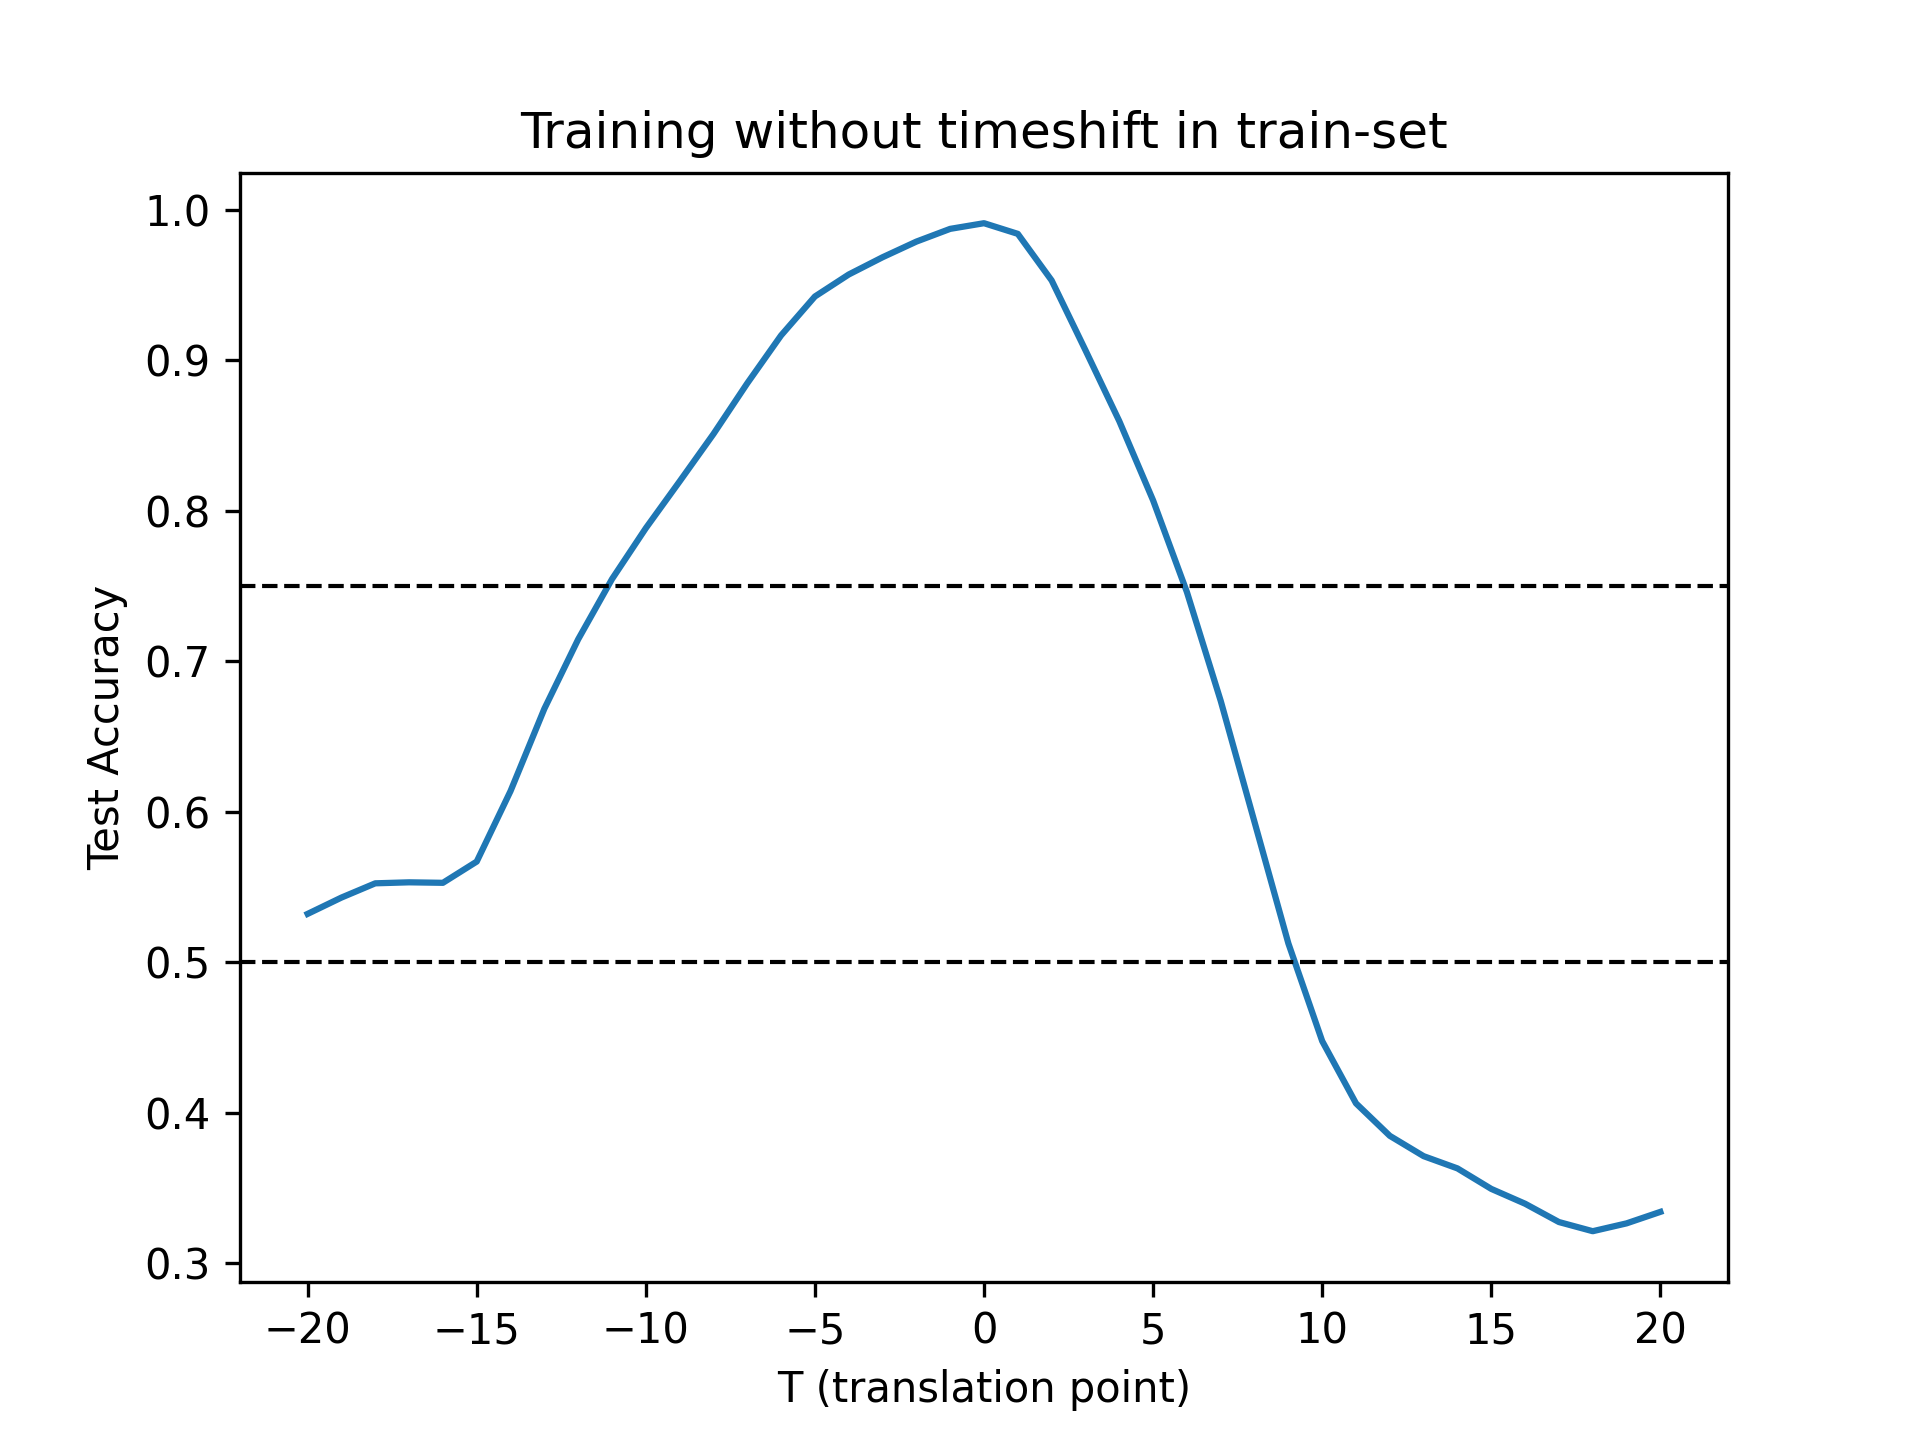 Training without timeshift in train-set
1.0
0.9
0.8
0.7
0.6
0.5
0.4
0.3
Test Accuracy
−20 −15 −10 −5 0 5 10 15 20
T (translation point)